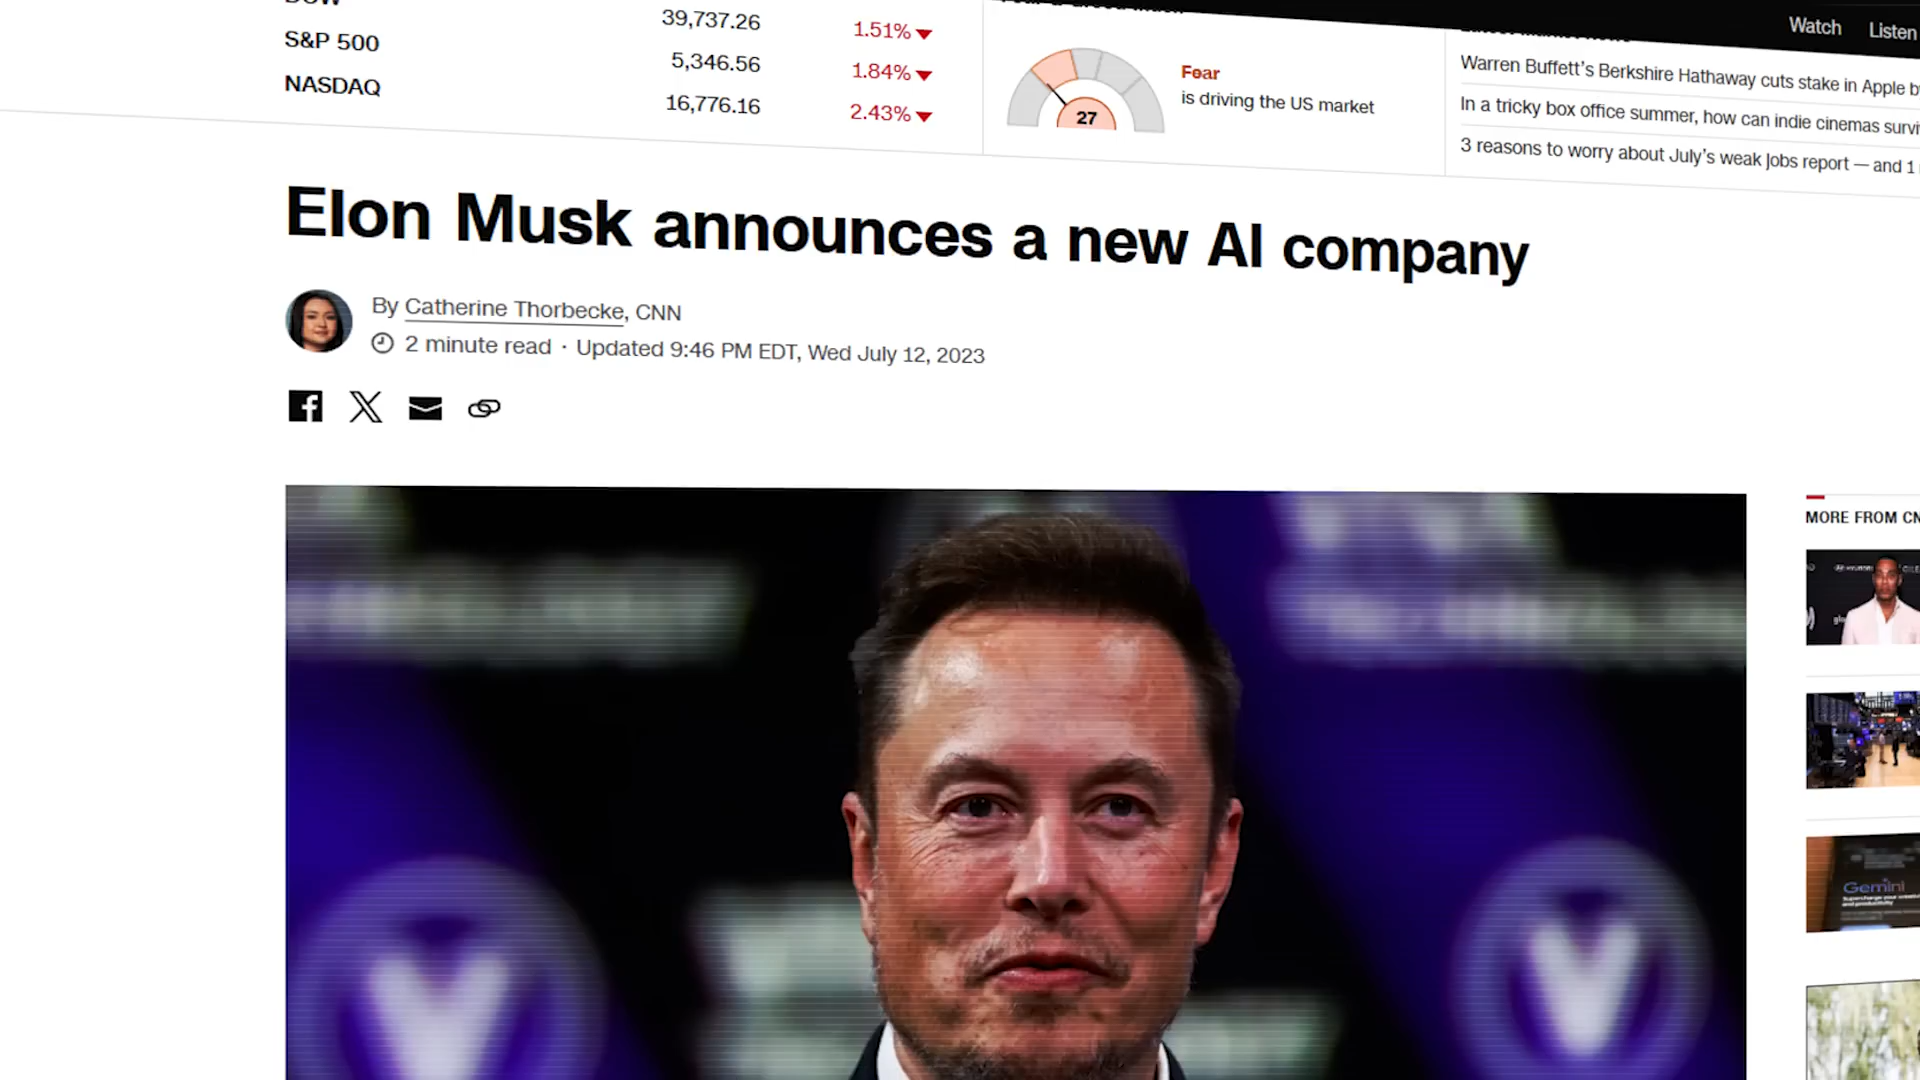 Watch Listen
39,737.26 1.51%
S&P 500 5,346.56 1.84%
NASDAQ 16,776.16 2.43%
27
Fear
is driving the US market
Warren Buffett's Berkshire Hathaway cuts stake in Apple
In a tricky box office summer, how can indie cinemas
3 reasons to worry about July's weak jobs report — and 1
Elon Musk announces a new AI company
By Catherine Thorbecke, CNN
2 minute read · Updated 9:46 PM EDT, Wed July 12, 2023
MORE FROM
Gemini